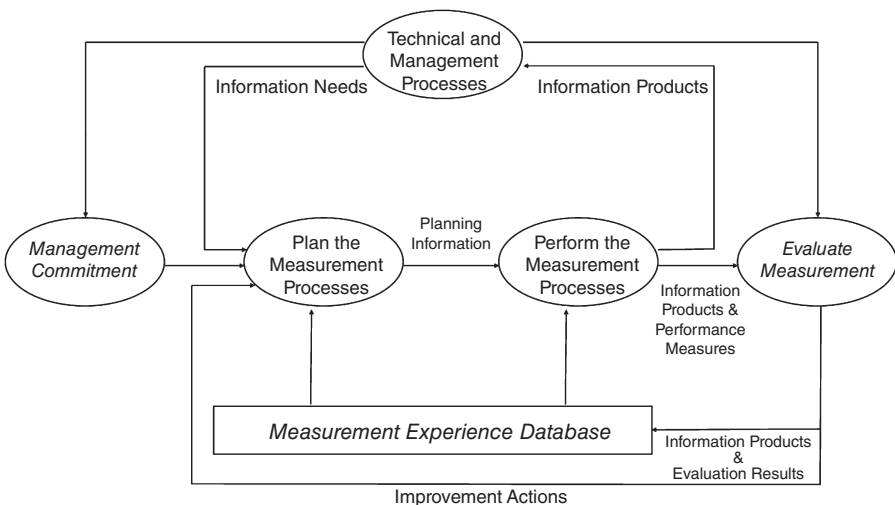 Technical and
Management
Processes
Information Needs
Information Products
Management
Commitment
Plan the
Measurement
Processes
Planning
Information
Perform the
Measurement
Processes
Evaluate
Measurement
Information
Products &
Performance
Measures
Measurement Experience Database
Information Products
&
Evaluation Results
Improvement Actions